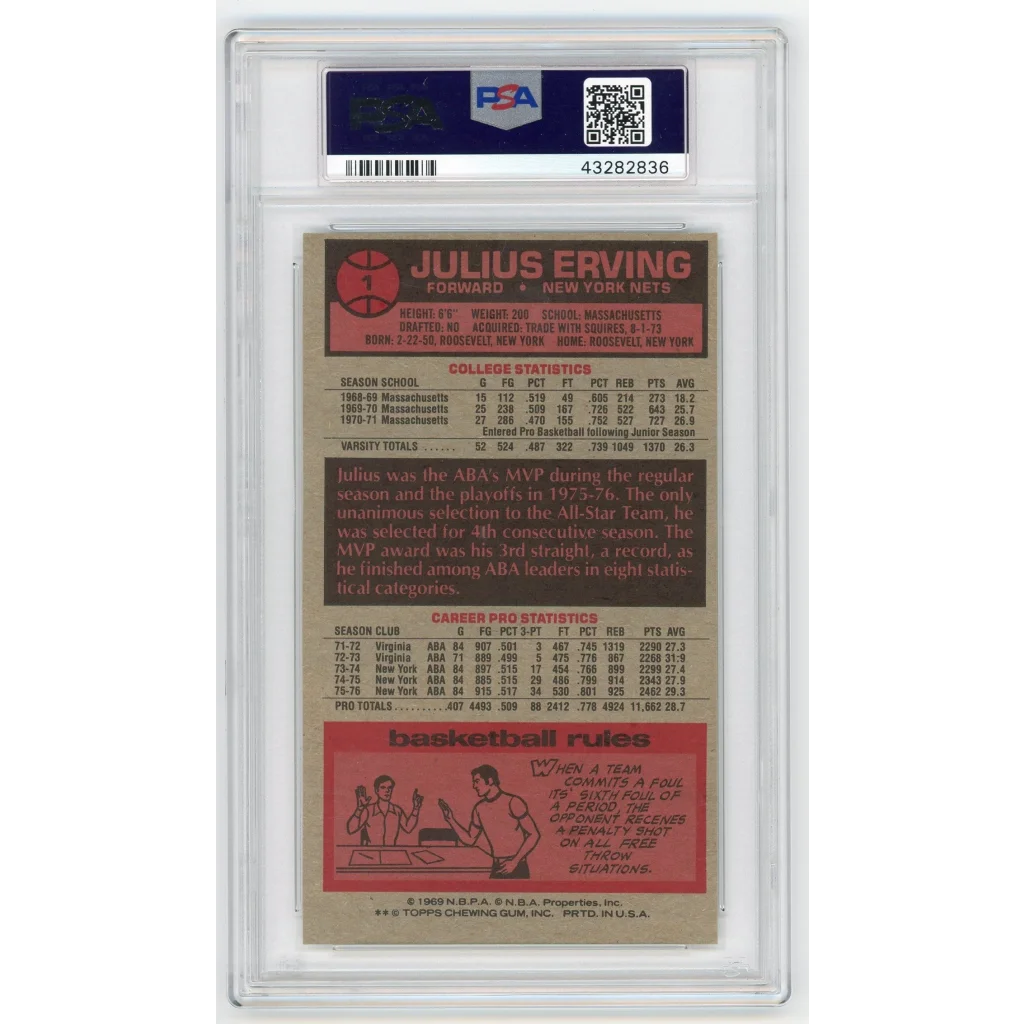 PSA
PSA
43282836
1
JULIUS ERVING
FORWARD • NEW YORK NETS
HEIGHT: 6'6" WEIGHT: 200 SCHOOL: MASSACHUSETTS
DRAFTED: NO ACQUIRED: TRADE WITH SQUIRES, 8-1-73
BORN: 2-22-50, ROOSEVELT, NEW YORK HOME: ROOSEVELT, NEW YORK
COLLEGE STATISTICS
SEASON SCHOOL G FG PCT FT PCT REB PTS AVG
1968-69 Massachusetts 15 112 .519 49 .605 214 273 18.2
1969-70 Massachusetts 25 238 .509 167 .726 522 643 25.7
1970-71 Massachusetts 27 286 .470 155 .752 527 727 26.9
Entered Pro Basketball following Junior Season
VARSITY TOTALS ...... 52 524 .487 322 .739 1049 1370 26.3
Julius was the ABA's MVP during the regular
season and the playoffs in 1975-76. The only
unanimous selection to the All-Star Team, he
was selected for 4th consecutive season. The
MVP award was his 3rd straight, a record, as
he finished among ABA leaders in eight statis-
tical categories.
CAREER PRO STATISTICS
SEASON CLUB G FG PCT 3-PT FT PCT REB PTS AVG
71-72 Virginia ABA 84 907 .501 3 467 .745 1319 2290 27.3
72-73 Virginia ABA 71 889 .499 5 475 .776 867 2268 31:9
73-74 New York ABA 84 897 .515 17 454 .766 899 2299 27.4
74-75 New York ABA 84 885 .515 29 486 .799 914 2343 27.9
75-76 New York ABA 84 915 .517 34 530 .801 925 2462 29.3
PRO TOTALS..........407 4493 .509 88 2412 .778 4924 11,662 28.7
basketball rules
WHEN A TEAM
COMMITS A FOUL
ITS' SIXTH FOUL OF
A PERIOD, THE
OPPONENT RECEIVES
A PENALTY SHOT
ON ALL FREE
THROW
SITUATIONS.
© 1969 N.B.P.A. © N.B.A. Properties, Inc.
** © TOPPS CHEWING GUM, INC. PRTD. IN U.S.A.